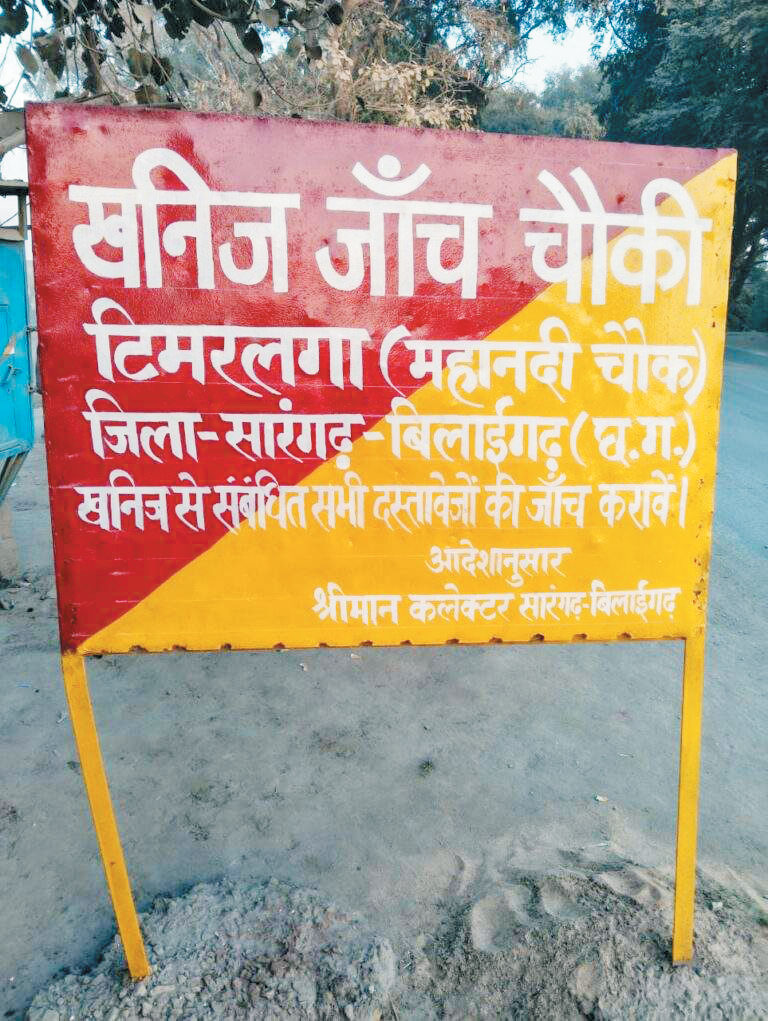 खनिज जाँच चौकी
टिमरलगा (महानदी चौक)
जिला-सारंगढ़-बिलाईगढ़ (छ.ग.)
खनिज से संबंधित सभी दस्तावेजों की जाँच करावें।
आदेशानुसार
श्रीमान कलेक्टर सारंगढ़-बिलाईगढ़